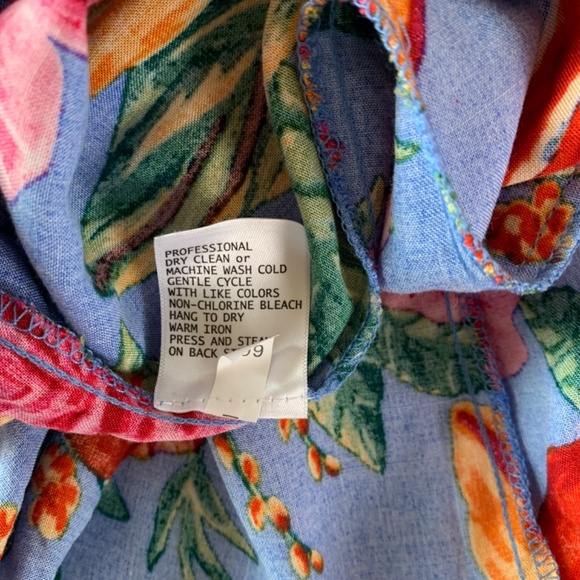 PROFESSIONAL
DRY CLEAN or
MACHINE WASH COLD
GENTLE CYCLE
WITH LIKE COLORS
NON-CHLORINE BLEACH
HANG TO DRY
WARM IRON
PRESS AND
ON BACK
99